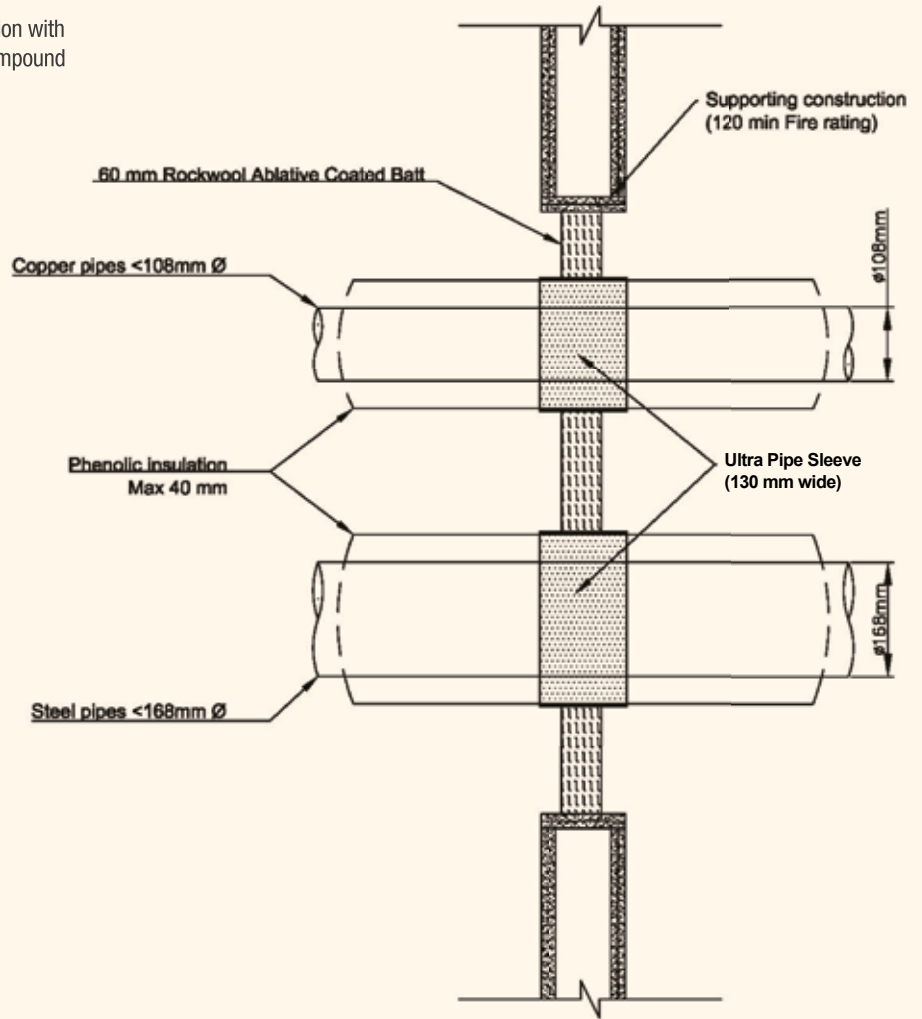 ion with
mpound
Supporting construction
(120 min Fire rating)
60 mm Rockwool Ablative Coated Batt
Copper pipes <108mm Ø
ø108mm
Phenolic insulation
Max 40 mm
Ultra Pipe Sleeve
(130 mm wide)
ø168mm
Steel pipes <168mm Ø